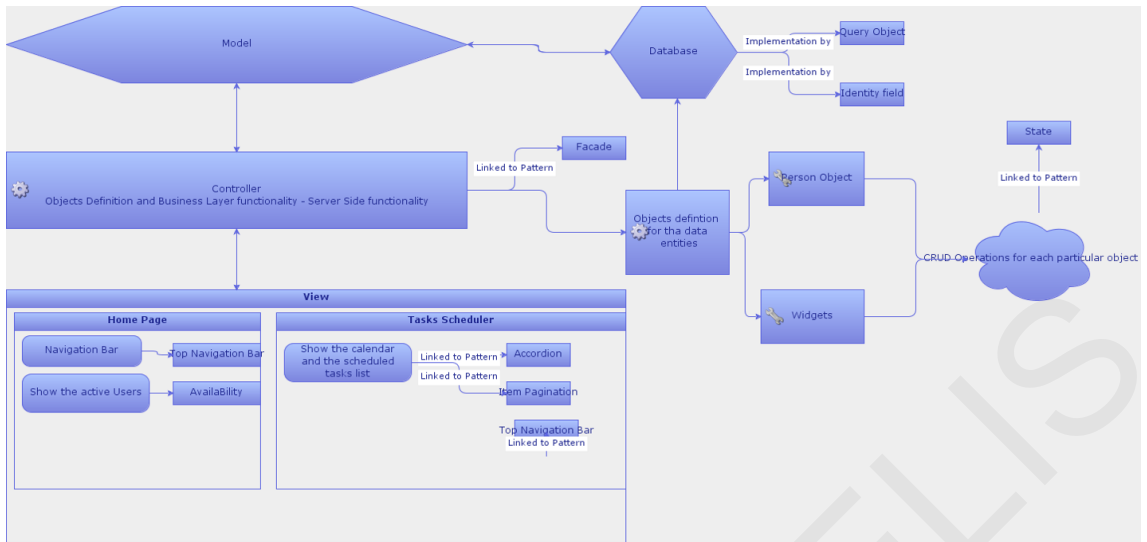 Model
Database
Implementation by
Query Object
Implementation by
Identity field
State
Linked to Pattern
Facade
Linked to Pattern
Controller
Objects Definition and Business Layer functionality - Server Side functionality
Objects defintion
for tha data
entities
Person Object
CRUD Operations for each particular object
Widgets
View
Home Page
Navigation Bar
Top Navigation Bar
Show the active Users
AvailaBility
Tasks Scheduler
Show the calendar
and the scheduled
tasks list
Linked to Pattern
Accordion
Linked to Pattern
Item Pagination
Top Navigation Bar
Linked to Pattern
ELIS